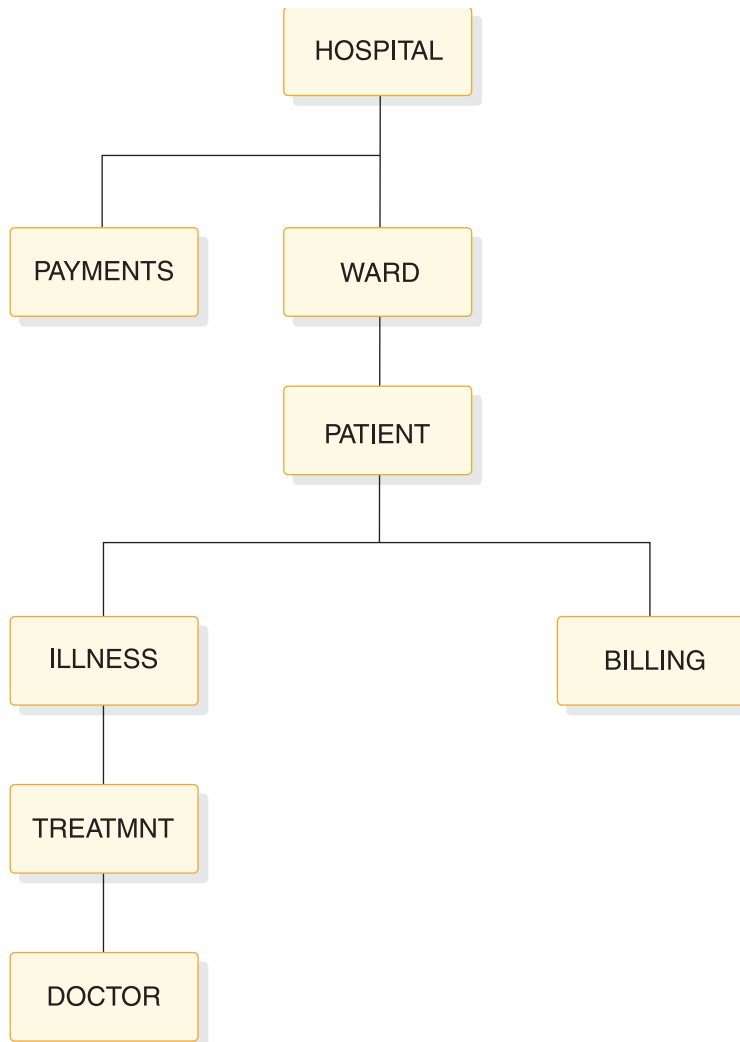 HOSPITAL
PAYMENTS
WARD
PATIENT
ILLNESS
BILLING
TREATMNT
DOCTOR